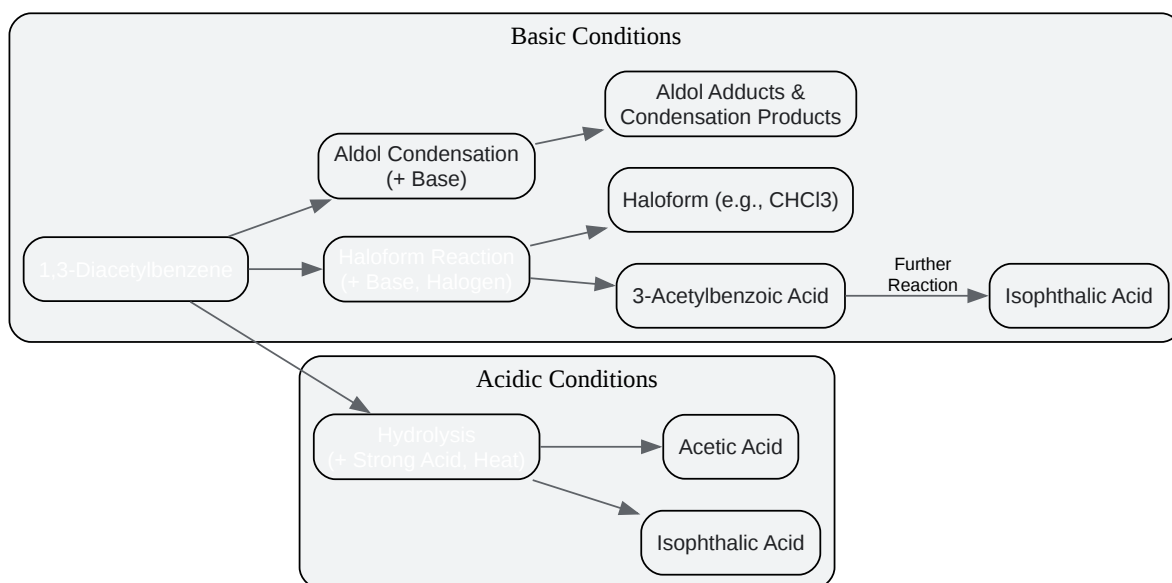 Basic Conditions
Aldol Adducts &
Condensation Products
Aldol Condensation
(+ Base)
Haloform (e.g., CHCl3)
1,3-Diacetylbenzene
Haloform Reaction
(+ Base, Halogen)
3-Acetylbenzoic Acid
Further
Reaction
Isophthalic Acid
Acidic Conditions
Hydrolysis
(+ Strong Acid, Heat)
Acetic Acid
Isophthalic Acid